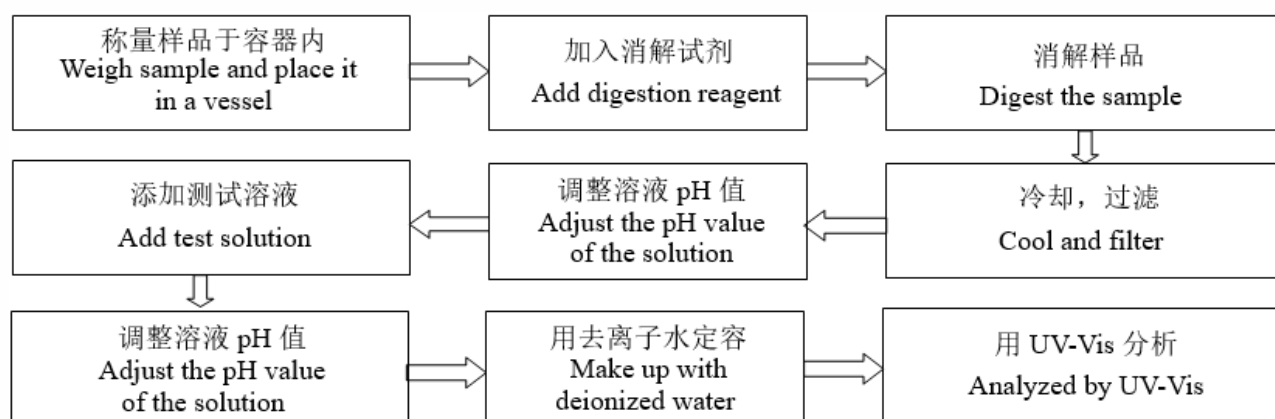 称量样品于容器内
Weigh sample and place it
in a vessel
加入消解试剂
Add digestion reagent
消解样品
Digest the sample
冷却，过滤
Cool and filter
调整溶液 pH 值
Adjust the pH value
of the solution
添加测试溶液
Add test solution
调整溶液 pH 值
Adjust the pH value
of the solution
用去离子水定容
Make up with
deionized water
用 UV-Vis 分析
Analyzed by UV-Vis